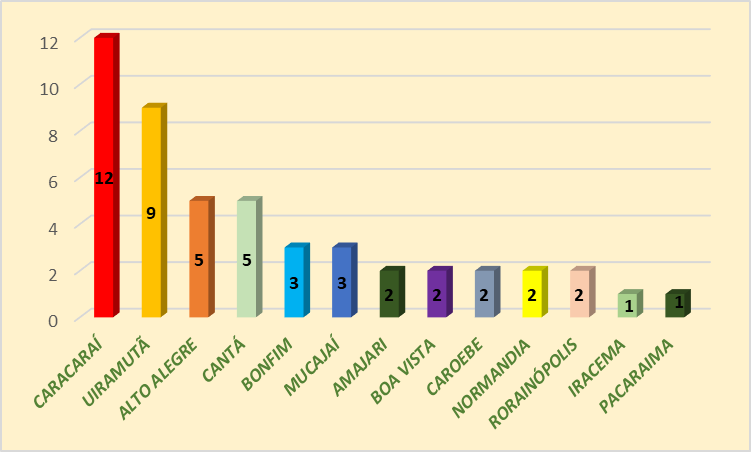 12
10
8
6
4
2
0
12
9
5
5
3
3
2
2
2
2
2
1
1
CARACARAÍ
UIRAMUTÃ
ALTO ALEGRE
CANTÁ
BONFIM
MUCAJAÍ
AMAJARI
BOA VISTA
CAROEBE
NORMANDIA
RORAINÓPOLIS
IRACEMA
PACARAIMA